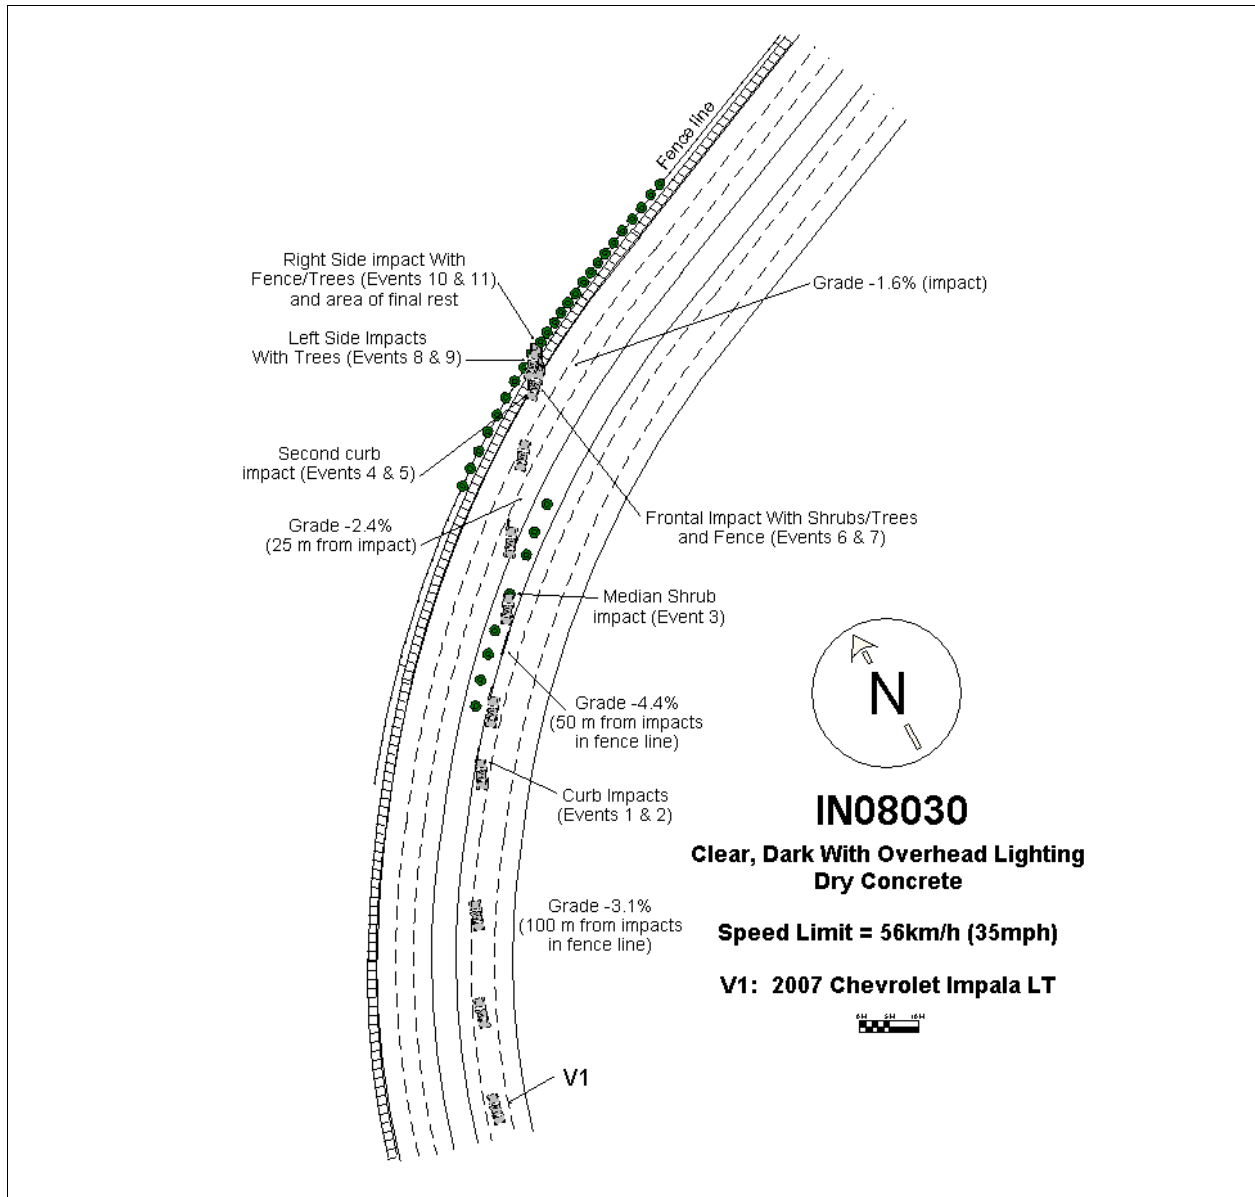 Fence line
Right Side impact With
Fence/Trees (Events 10 & 11)
and area of final rest
Grade -1.6% (impact)
Left Side Impacts
With Trees (Events 8 & 9)
Second curb
impact (Events 4 & 5)
Grade -2.4%
(25 m from impact)
Frontal Impact With Shrubs/Trees
and Fence (Events 6 & 7)
Median Shrub
impact (Event 3)
Grade -4.4%
(50 m from impacts
in fence line)
N
Curb Impacts
(Events 1 & 2)
IN08030
Clear, Dark With Overhead Lighting
Dry Concrete
Grade -3.1%
(100 m from impacts
in fence line)
Speed Limit = 56km/h (35mph)
V1: 2007 Chevrolet Impala LT
V1